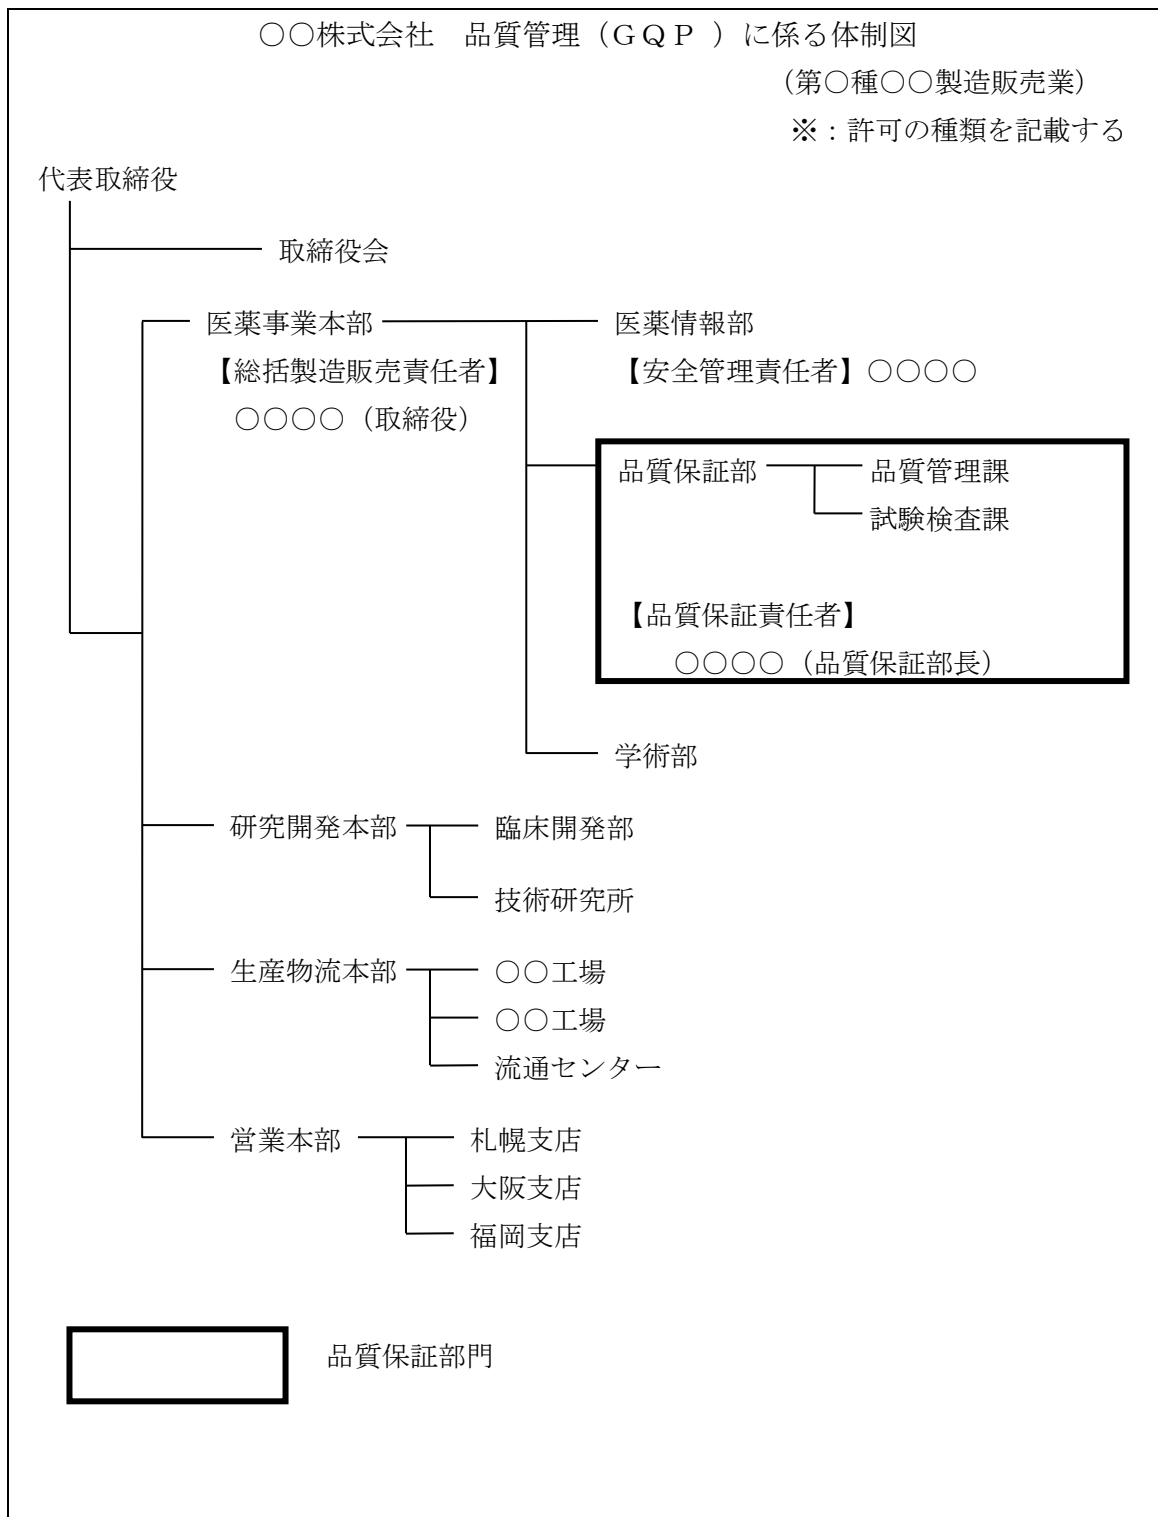 ○○株式会社　品質管理（ＧＱＰ ）に係る体制図
（第○種○○製造販売業）
※：許可の種類を記載する
代表取締役
取締役会
医薬事業本部
医薬情報部
【総括製造販売責任者】
【安全管理責任者】○○○○
○○○○（取締役）
品質保証部
品質管理課
試験検査課
【品質保証責任者】
○○○○（品質保証部長）
学術部
研究開発本部
臨床開発部
技術研究所
生産物流本部
○○工場
○○工場
流通センター
営業本部
札幌支店
大阪支店
福岡支店
品質保証部門